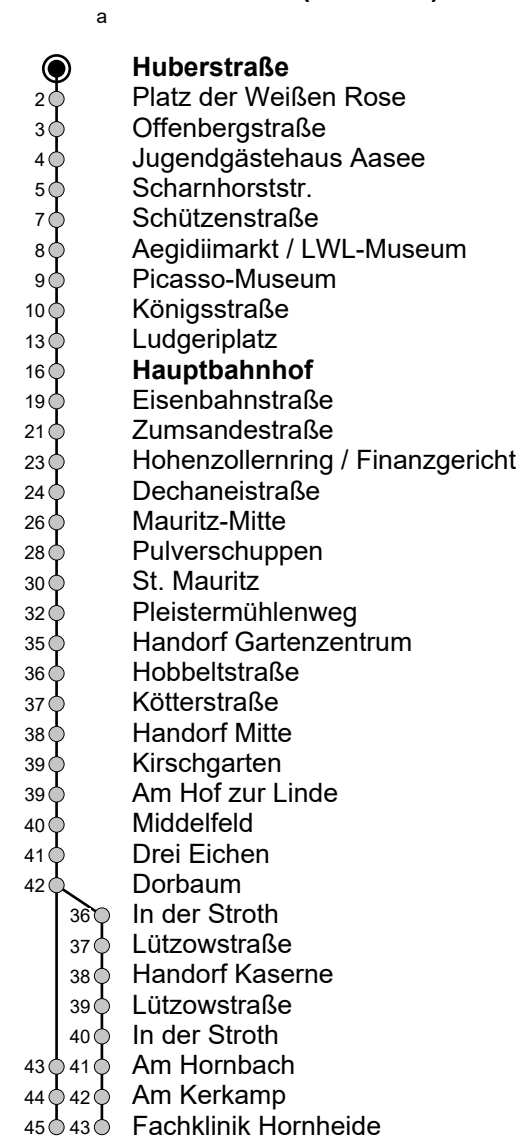 a
Huberstraße
2 Platz der Weißen Rose
3 Offenbergstraße
4 Jugendgästehaus Aasee
5 Scharnhorststr.
7 Schützenstraße
8 Aegidiimarkt / LWL-Museum
9 Picasso-Museum
10 Königsstraße
13 Ludgeriplatz
16 Hauptbahnhof
19 Eisenbahnstraße
21 Zumsandestraße
23 Hohenzollernring / Finanzgericht
24 Dechaneistraße
26 Mauritz-Mitte
28 Pulverschuppen
30 St. Mauritz
32 Pleistermühlenweg
35 Handorf Gartenzentrum
36 Hobbeltstraße
37 Kötterstraße
38 Handorf Mitte
39 Kirschgarten
39 Am Hof zur Linde
40 Middelfeld
41 Drei Eichen
42 Dorbaum
36 In der Stroth
37 Lützowstraße
38 Handorf Kaserne
39 Lützowstraße
40 In der Stroth
43 41 Am Hornbach
44 42 Am Kerkamp
45 43 Fachklinik Hornheide